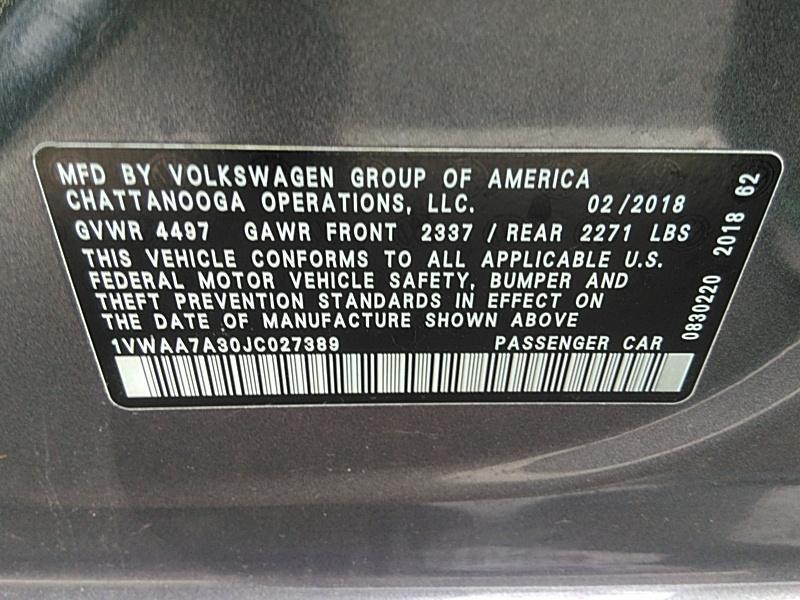 MFD BY VOLKSWAGEN GROUP OF AMERICA
CHATTANOOGA OPERATIONS, LLC. 02/2018
GVWR 4497 GAWR FRONT 2337 / REAR 2271 LBS
THIS VEHICLE CONFORMS TO ALL APPLICABLE U.S.
FEDERAL MOTOR VEHICLE SAFETY, BUMPER AND
THEFT PREVENTION STANDARDS IN EFFECT ON
THE DATE OF MANUFACTURE SHOWN ABOVE
1VWAA7A30JC027389 PASSENGER CAR
0830220 2018 62